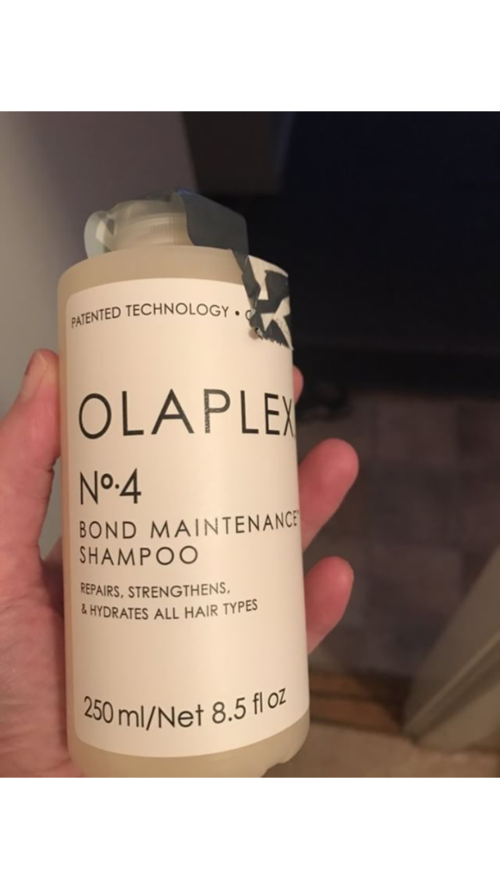 PATENTED TECHNOLOGY •
OLAPLEX
Nº.4
BOND MAINTENANCE™
SHAMPOO
REPAIRS, STRENGTHENS,
& HYDRATES ALL HAIR TYPES
250 ml/Net 8.5 fl oz